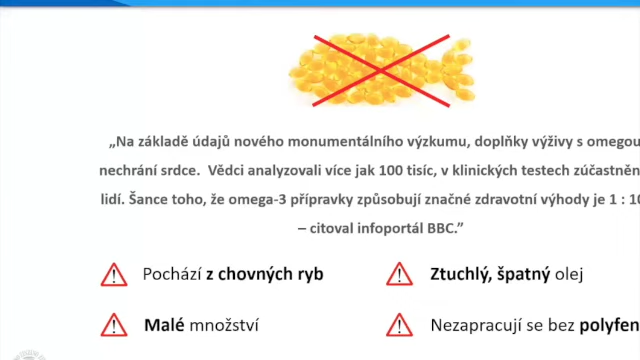 „Na základě údajů nového monumentálního výzkumu, doplňky výživy s omegou
nechrání srdce. Vědci analyzovali více jak 100 tisíc, v klinických testech zúčastněn
lidí. Šance toho, že omega-3 přípravky způsobují značné zdravotní výhody je 1 : 10
– citoval infoportál BBC.”
Pochází z chovných ryb
Ztuchlý, špatný olej
Malé množství
Nezapracují se bez polyfen